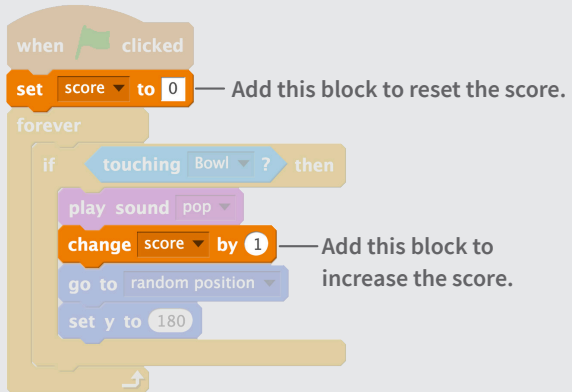 when clicked
set score to 0 Add this block to reset the score.
forever
if touching Bowl ? then
play sound pop
change score by 1 Add this block to
increase the score.
go to random position
set y to 180